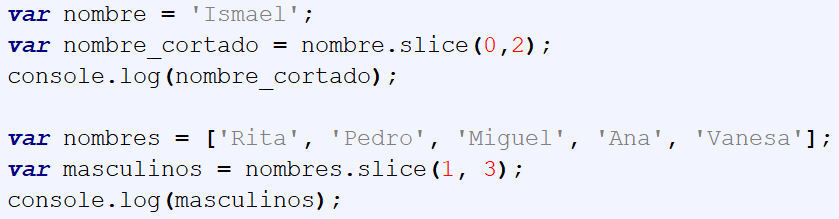 var nombre = 'Ismael';
var nombre_cortado = nombre.slice(0,2);
console.log(nombre_cortado);
var nombres = ['Rita', 'Pedro', 'Miguel', 'Ana', 'Vanesa'];
var masculinos = nombres.slice(1, 3);
console.log(masculinos);